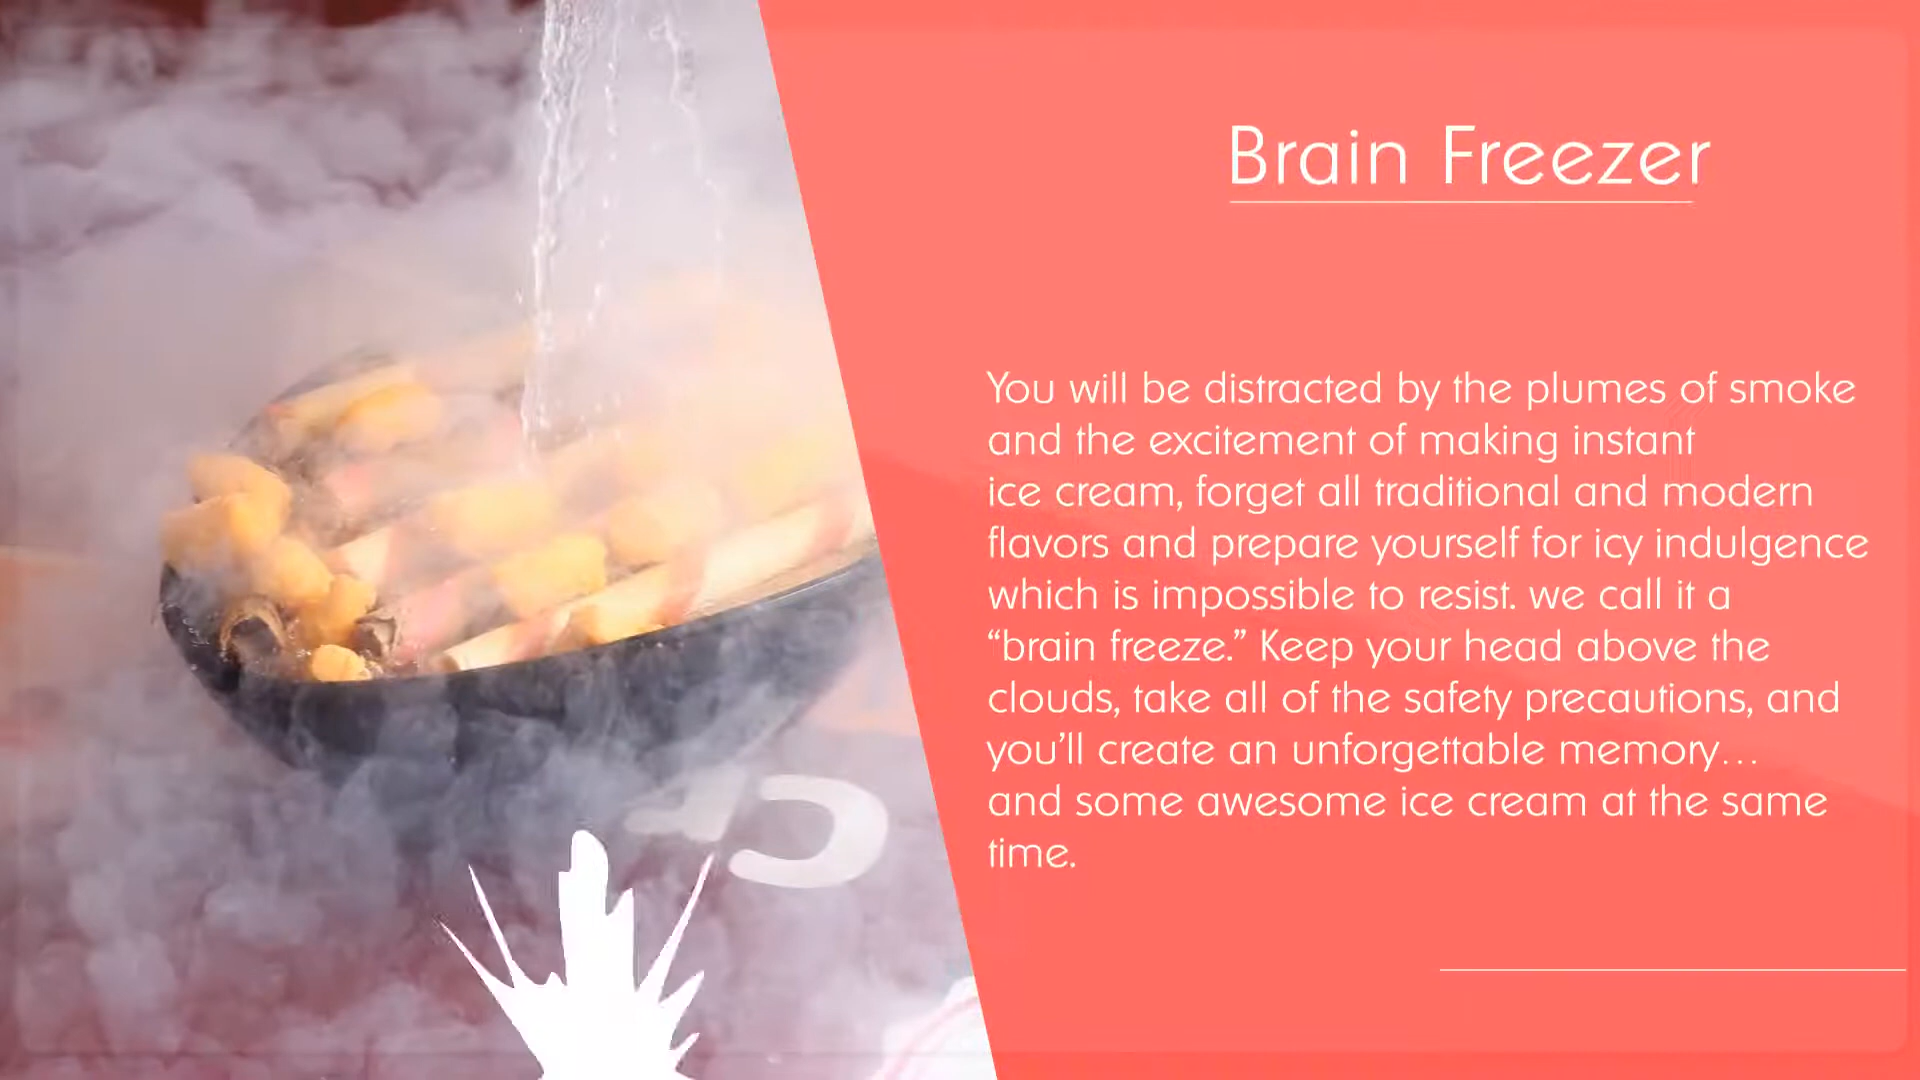 Brain Freezer
You will be distracted by the plumes of smoke
and the excitement of making instant
ice cream, forget all traditional and modern
flavors and prepare yourself for icy indulgence
which is impossible to resist. we call it a
“brain freeze.” Keep your head above the
clouds, take all of the safety precautions, and
you’ll create an unforgettable memory…
and some awesome ice cream at the same
time.